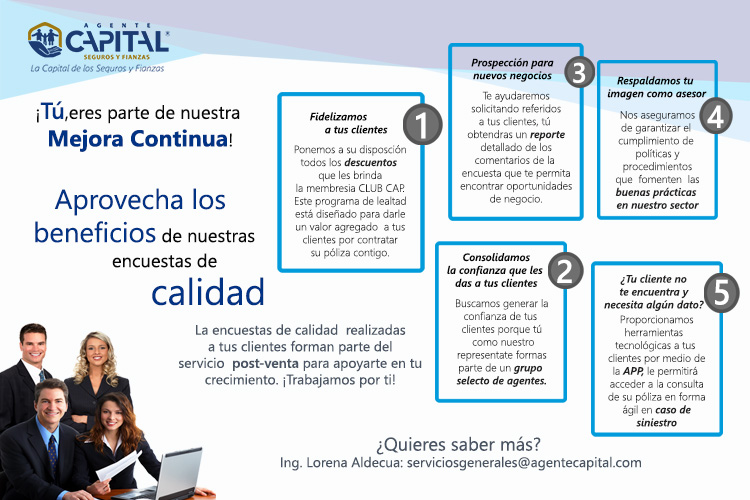 AGENTE
CAPITAL®
SEGUROS Y FIANZAS
La Capital de los Seguros y Fianzas
¡Tú,eres parte de nuestra
Mejora Continua!
Aprovecha los
beneficios de nuestras
encuestas de
calidad
La encuestas de calidad realizadas
a tus clientes forman parte del
servicio post-venta para apoyarte en tu
crecimiento. ¡Trabajamos por ti!
1
Fidelizamos
a tus clientes
Ponemos a su disposción
todos los descuentos
que les brinda
la membresia CLUB CAP.
Este programa de lealtad
está diseñado para darle
un valor agregado a tus
clientes por contratar
su póliza contigo.
2
Consolidamos
la confianza que les
das a tus clientes
Buscamos generar la
confianza de tus
clientes porque tú
como nuestro
representate formas
parte de un grupo
selecto de agentes.
3
Prospección para
nuevos negocios
Te ayudaremos
solicitando referidos
a tus clientes, tú
obtendras un reporte
detallado de los
comentarios de la
encuesta que te permita
encontrar oportunidades
de negocio.
4
Respaldamos tu
imagen como asesor
Nos aseguramos
de garantizar el
cumplimiento de
políticas y
procedimientos
que fomenten las
buenas prácticas
en nuestro sector
5
¿Tu cliente no
te encuentra y
necesita algún dato?
Proporcionamos
herramientas
tecnológicas a tus
clientes por medio de
la APP, le permitirá
acceder a la consulta
de su póliza en forma
ágil en caso de
siniestro
¿Quieres saber más?
Ing. Lorena Aldecua: serviciosgenerales@agentecapital.com